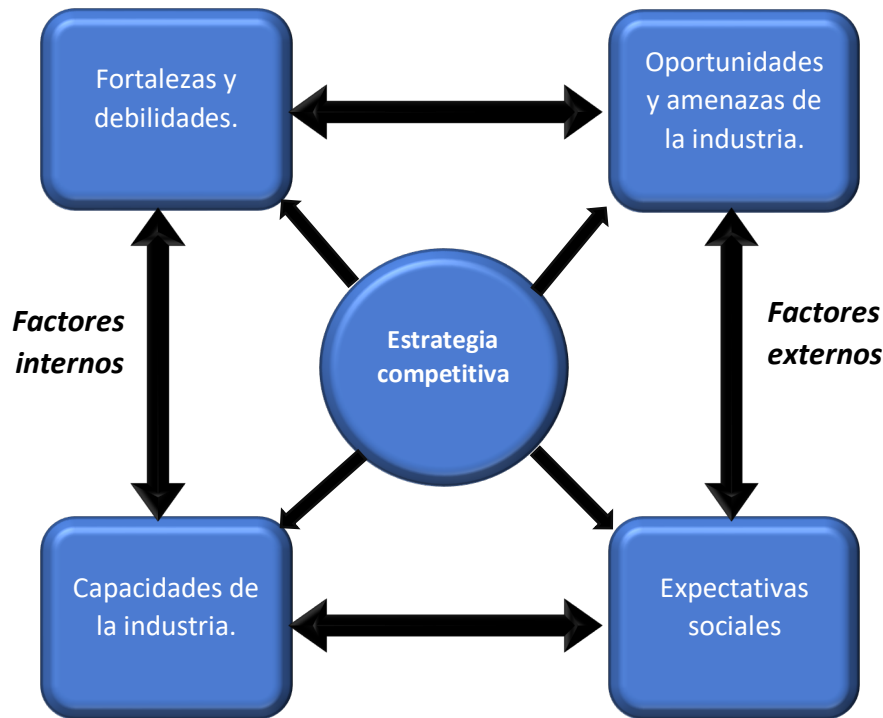 Fortalezas y
debilidades.
Oportunidades
y amenazas de
la industria.
Factores
internos
Estrategia
competitiva
Factores
externos
Capacidades de
la industria.
Expectativas
sociales